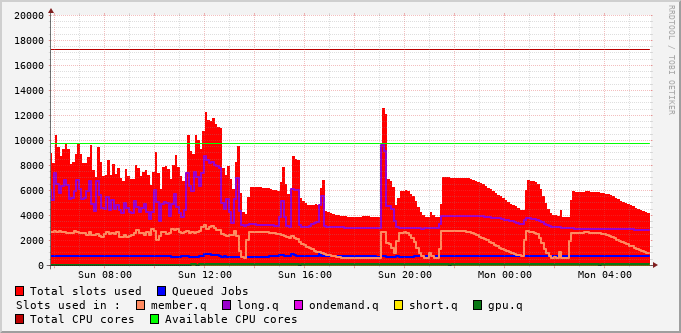 20000
18000
16000
14000
12000
10000
8000
6000
4000
2000
0
Sun 08:00 Sun 12:00 Sun 16:00 Sun 20:00 Mon 00:00 Mon 04:00
RRDTOOL / TOBI OETIKER
Total slots used Queued Jobs
Slots used in : member.q long.q ondemand.q short.q gpu.q
Total CPU cores Available CPU cores